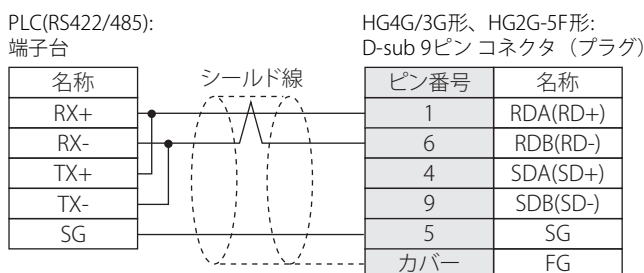 PLC(RS422/485):
端子台
HG4G/3G形、HG2G-5F形:
D-sub 9ピン コネクタ（プラグ）
名称
シールド線
ピン番号
名称
RX+
1
RDA(RD+)
RX-
6
RDB(RD-)
TX+
4
SDA(SD+)
TX-
9
SDB(SD-)
SG
5
SG
カバー
FG